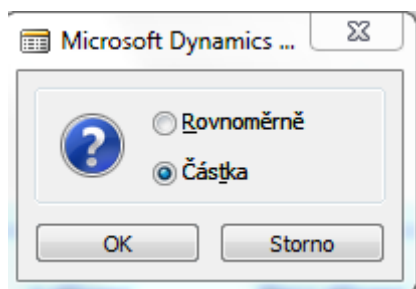 Microsoft Dynamics ...
Rovnoměrně
Částka
OK
Storno